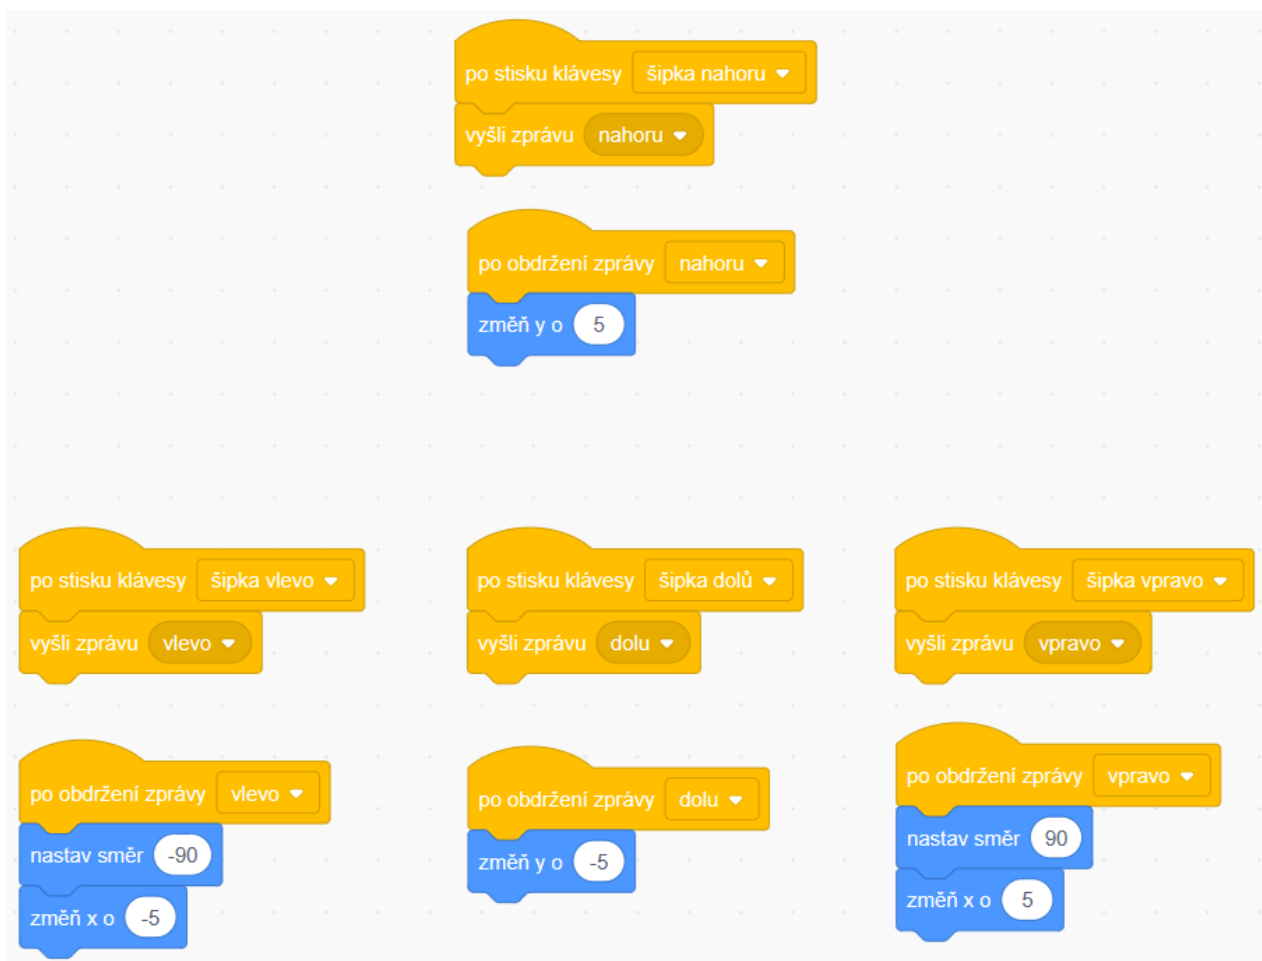 po stisku klávesy šipka nahoru
vyšli zprávu nahoru
po obdržení zprávy nahoru
změň y o 5
po stisku klávesy šipka vlevo
vyšli zprávu vlevo
po obdržení zprávy vlevo
nastav směr -90
změň x o -5
po stisku klávesy šipka dolů
vyšli zprávu dolu
po obdržení zprávy dolu
změň y o -5
po stisku klávesy šipka vpravo
vyšli zprávu vpravo
po obdržení zprávy vpravo
nastav směr 90
změň x o 5